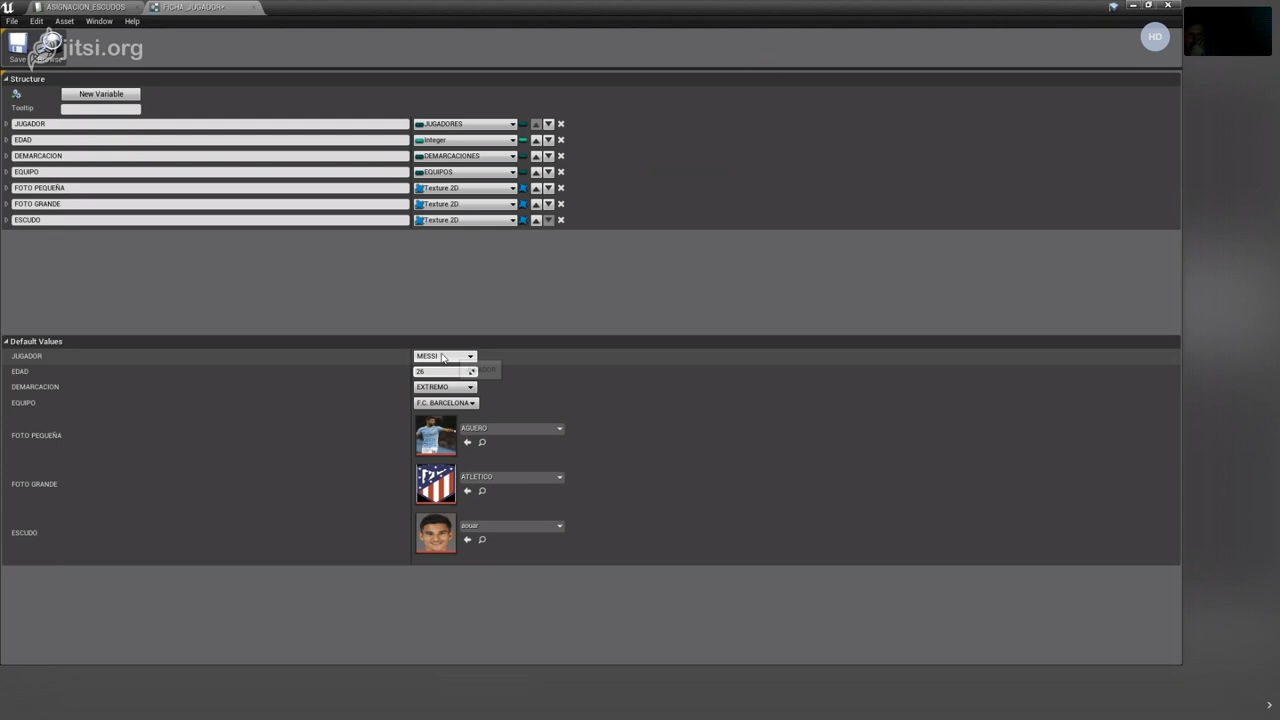 ASIGNACION_ESCUDOS
FICHA_JUGADOR*
File Edit Asset Window Help
HD
jitsi.org
Save
Structure
New Variable
Tooltip
JUGADOR JUGADORES
EDAD Integer
DEMARCACION DEMARCACIONES
EQUIPO EQUIPOS
FOTO PEQUEÑA Texture 2D
FOTO GRANDE Texture 2D
ESCUDO Texture 2D
Default Values
JUGADOR MESSI
EDAD 26
DEMARCACION EXTREMO
EQUIPO F.C. BARCELONA
FOTO PEQUEÑA AGUERO
FOTO GRANDE ATLETICO
ESCUDO aouar